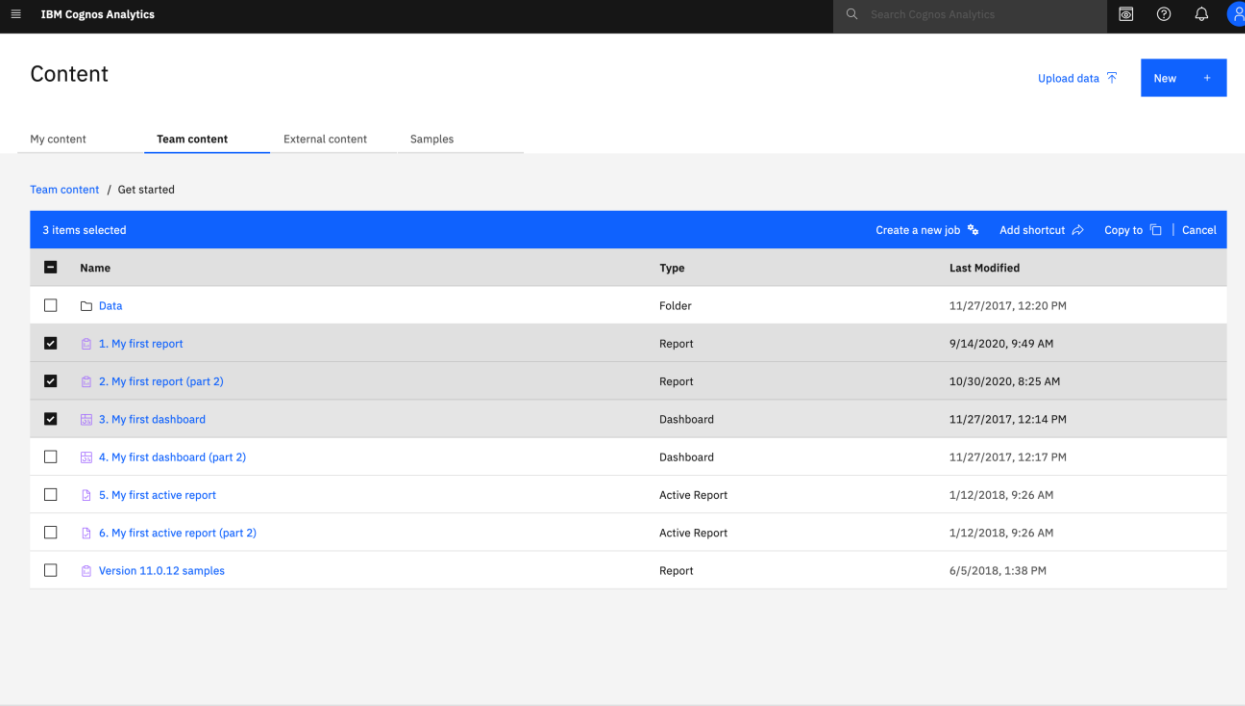 IBM Cognos Analytics Search Cognos Analytics
Content
Upload data New +
My content Team content External content Samples
Team content / Get started
3 items selected Create a new job Add shortcut Copy to | Cancel
Name Type Last Modified
Data Folder 11/27/2017, 12:20 PM
1. My first report Report 9/14/2020, 9:49 AM
2. My first report (part 2) Report 10/30/2020, 8:25 AM
3. My first dashboard Dashboard 11/27/2017, 12:14 PM
4. My first dashboard (part 2) Dashboard 11/27/2017, 12:17 PM
5. My first active report Active Report 1/12/2018, 9:26 AM
6. My first active report (part 2) Active Report 1/12/2018, 9:26 AM
Version 11.0.12 samples Report 6/5/2018, 1:38 PM